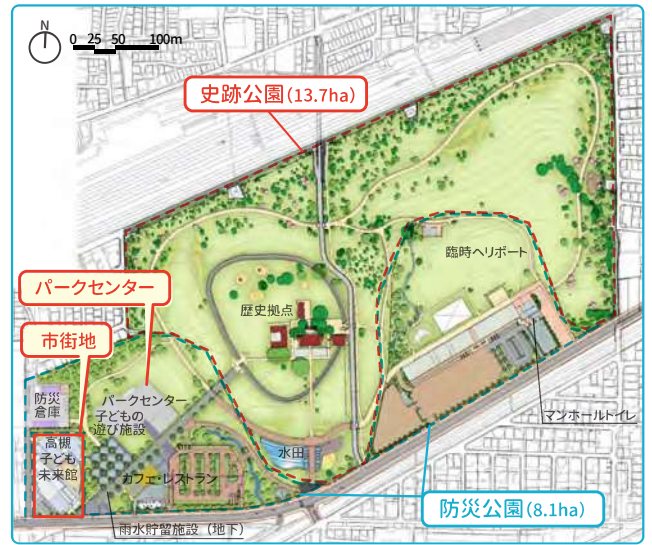 N
0 25 50 100m
史跡公園(13.7ha)
臨時ヘリポート
パークセンター
歴史拠点
市街地
防災
倉庫
パークセンター
子どもの
遊び施設
マンホールトイレ
高槻
子ども
未来館
水田
カフェ・レストラン
防災公園(8.1ha)
雨水貯留施設（地下）